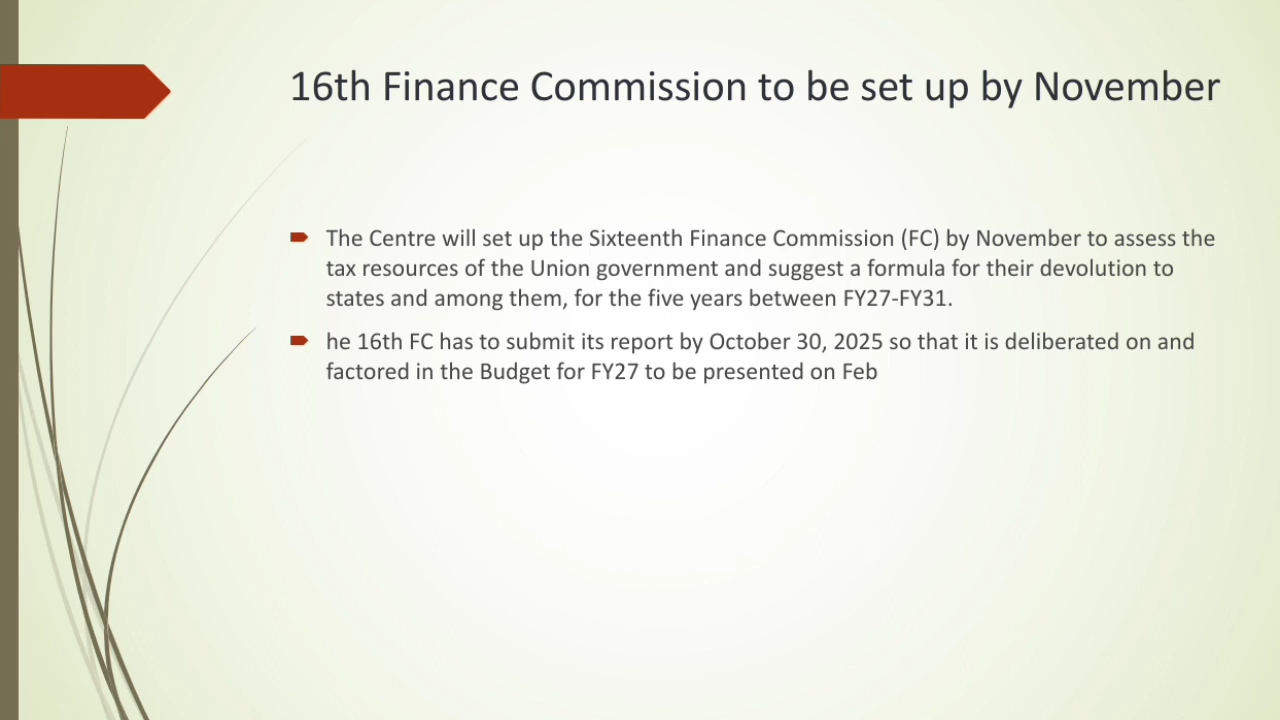 16th Finance Commission to be set up by November
The Centre will set up the Sixteenth Finance Commission (FC) by November to assess the
tax resources of the Union government and suggest a formula for their devolution to
states and among them, for the five years between FY27-FY31.
he 16th FC has to submit its report by October 30, 2025 so that it is deliberated on and
factored in the Budget for FY27 to be presented on Feb